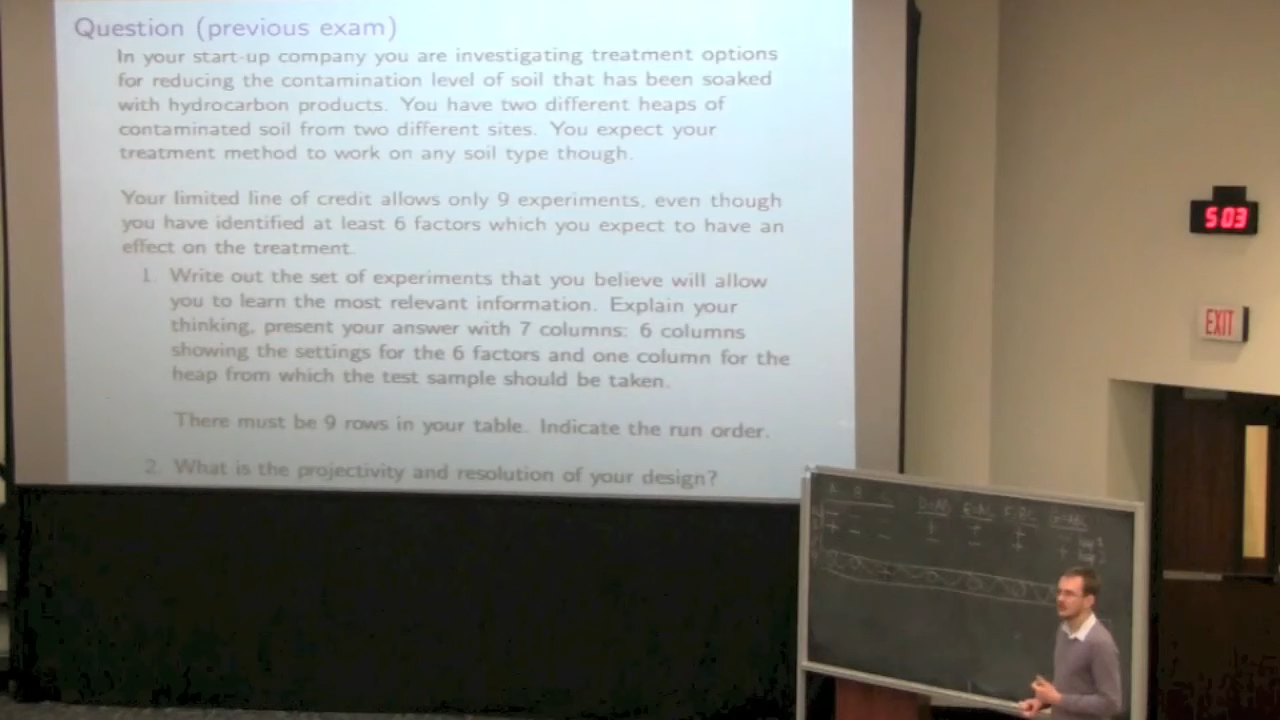 Question (previous exam)
In your start-up company you are investigating treatment options
for reducing the contamination level of soil that has been soaked
with hydrocarbon products. You have two different heaps of
contaminated soil from two different sites. You expect your
treatment method to work on any soil type though.
Your limited line of credit allows only 9 experiments, even though
you have identified at least 6 factors which you expect to have an
effect on the treatment.
1. Write out the set of experiments that you believe will allow
you to learn the most relevant information. Explain your
thinking, present your answer with 7 columns: 6 columns
showing the settings for the 6 factors and one column for the
heap from which the test sample should be taken.
There must be 9 rows in your table. Indicate the run order.
2. What is the projectivity and resolution of your design?
5:03
EXIT
A B C